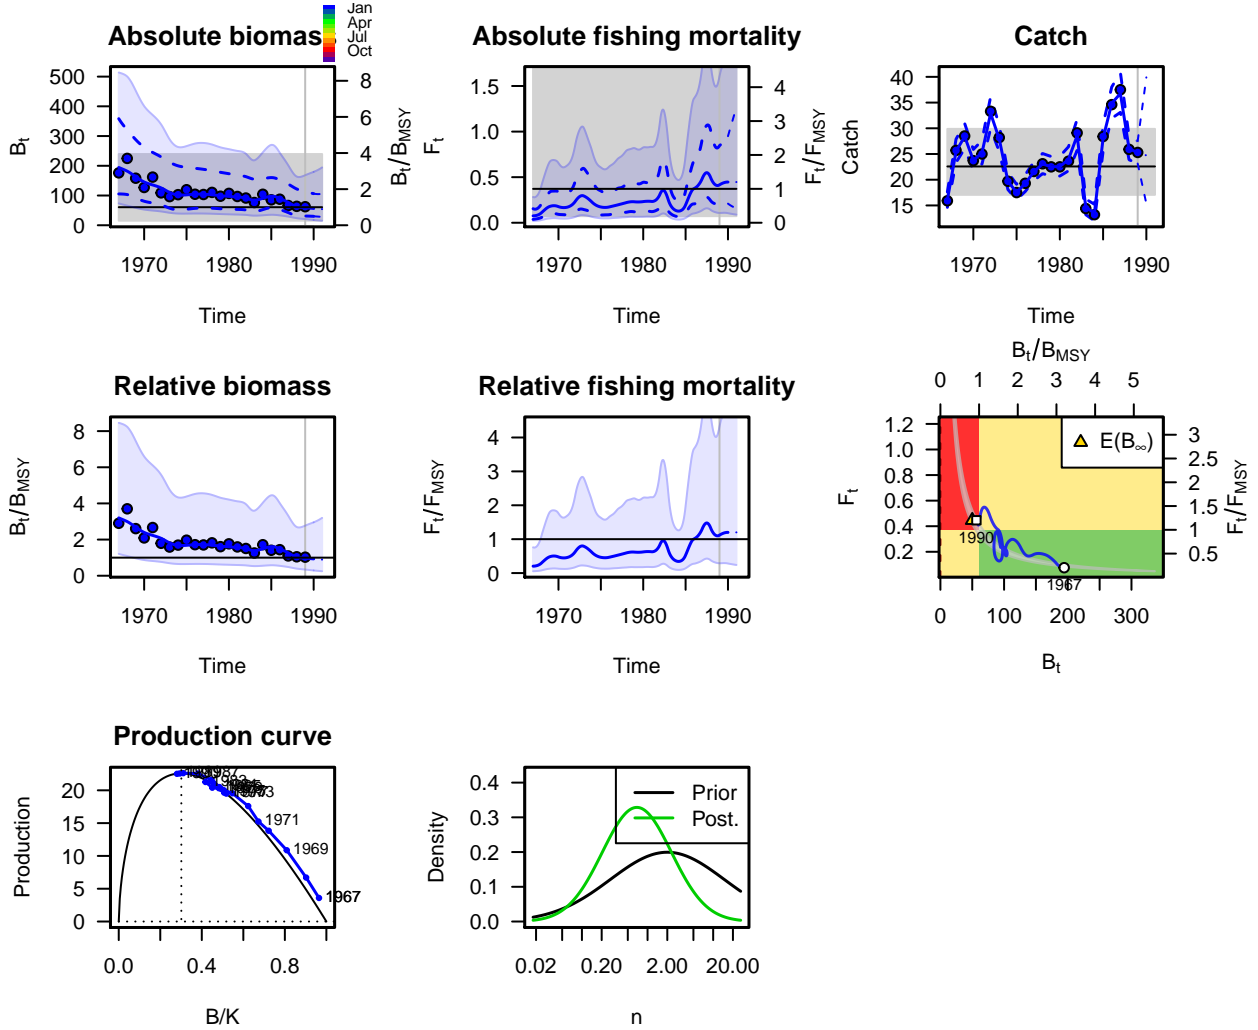 Jan
Apr
Jul
Oct
Absolute biomass
Absolute fishing mortality
Catch
500
400
300
200
100
0
8
6
4
2
0
1.5
1.0
0.5
0.0
4
3
2
1
0
40
35
30
25
20
15
Bt
Bt/BMSY
Ft
Ft/FMSY
Catch
1970 1980 1990
1970 1980 1990
1970 1980 1990
Time
Time
Time
Relative biomass
Relative fishing mortality
Bt/BMSY
0 1 2 3 4 5
8
6
4
2
0
4
3
2
1
0
1.2
1.0
0.8
0.6
0.4
0.2
3
2.5
2
1.5
1
0.5
Bt/BMSY
Ft/FMSY
Ft
Ft/FMSY
E(B∞)
1990
1967
1970 1980 1990
1970 1980 1990
0 100 200 300
Time
Time
Bt
Production curve
20
15
10
5
0
Production
1971
1969
1967
0.0 0.4 0.8
B/K
0.4
0.3
0.2
0.1
0.0
Density
Prior
Post.
0.02 0.20 2.00 20.00
n